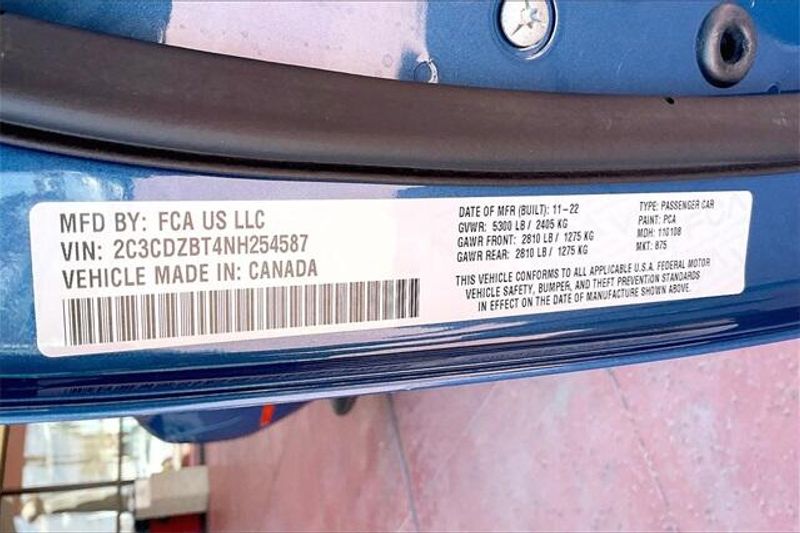 MFD BY: FCA US LLC
VIN: 2C3CDZBT4NH254587
VEHICLE MADE IN: CANADA
DATE OF MFR (BUILT): 11-22
GVWR: 5300 LB / 2405 KG
GAWR FRONT: 2810 LB / 1275 KG
GAWR REAR: 2810 LB / 1275 KG
TYPE: PASSENGER CAR
PAINT: PCA
MDH: 110108
MKT: 875
THIS VEHICLE CONFORMS TO ALL APPLICABLE U.S.A. FEDERAL MOTOR
VEHICLE SAFETY, BUMPER, AND THEFT PREVENTION STANDARDS
IN EFFECT ON THE DATE OF MANUFACTURE SHOWN ABOVE.